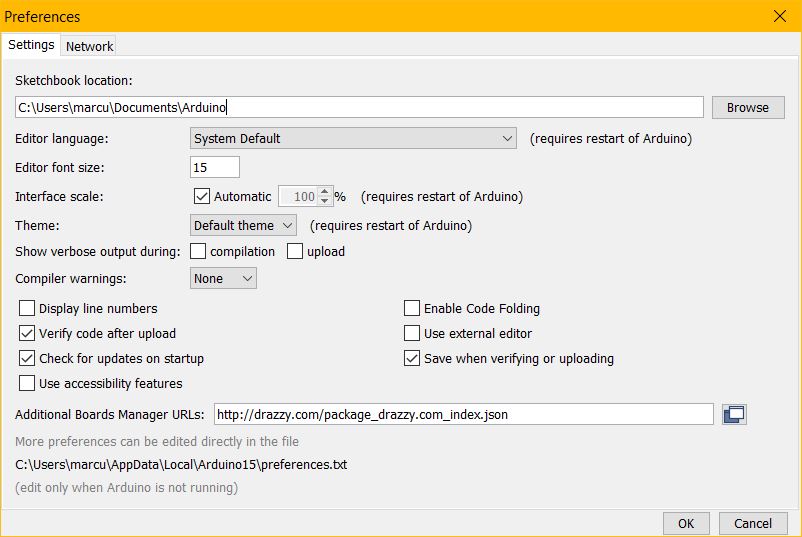 Preferences
Settings Network
Sketchbook location:
C:\Users\marcu\Documents\Arduino Browse
Editor language: System Default (requires restart of Arduino)
Editor font size: 15
Interface scale: Automatic 100 % (requires restart of Arduino)
Theme: Default theme (requires restart of Arduino)
Show verbose output during: compilation upload
Compiler warnings: None
Display line numbers Enable Code Folding
Verify code after upload Use external editor
Check for updates on startup Save when verifying or uploading
Use accessibility features
Additional Boards Manager URLs: http://drazzy.com/package_drazzy.com_index.json
More preferences can be edited directly in the file
C:\Users\marcu\AppData\Local\Arduino15\preferences.txt
(edit only when Arduino is not running)
OK Cancel